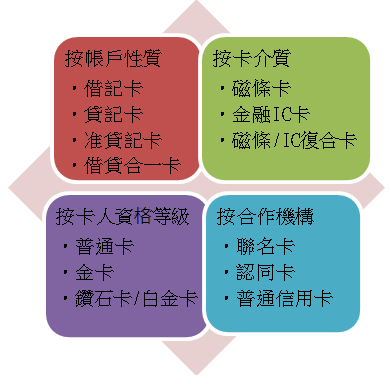 按帳戶性質
・借記卡
・貸記卡
・准貸記卡
・借貸合一卡
按卡介質
・磁條卡
・金融IC卡
・磁條/IC復合卡
按卡人資格等級
・普通卡
・金卡
・鑽石卡/白金卡
按合作機構
・聯名卡
・認同卡
・普通信用卡